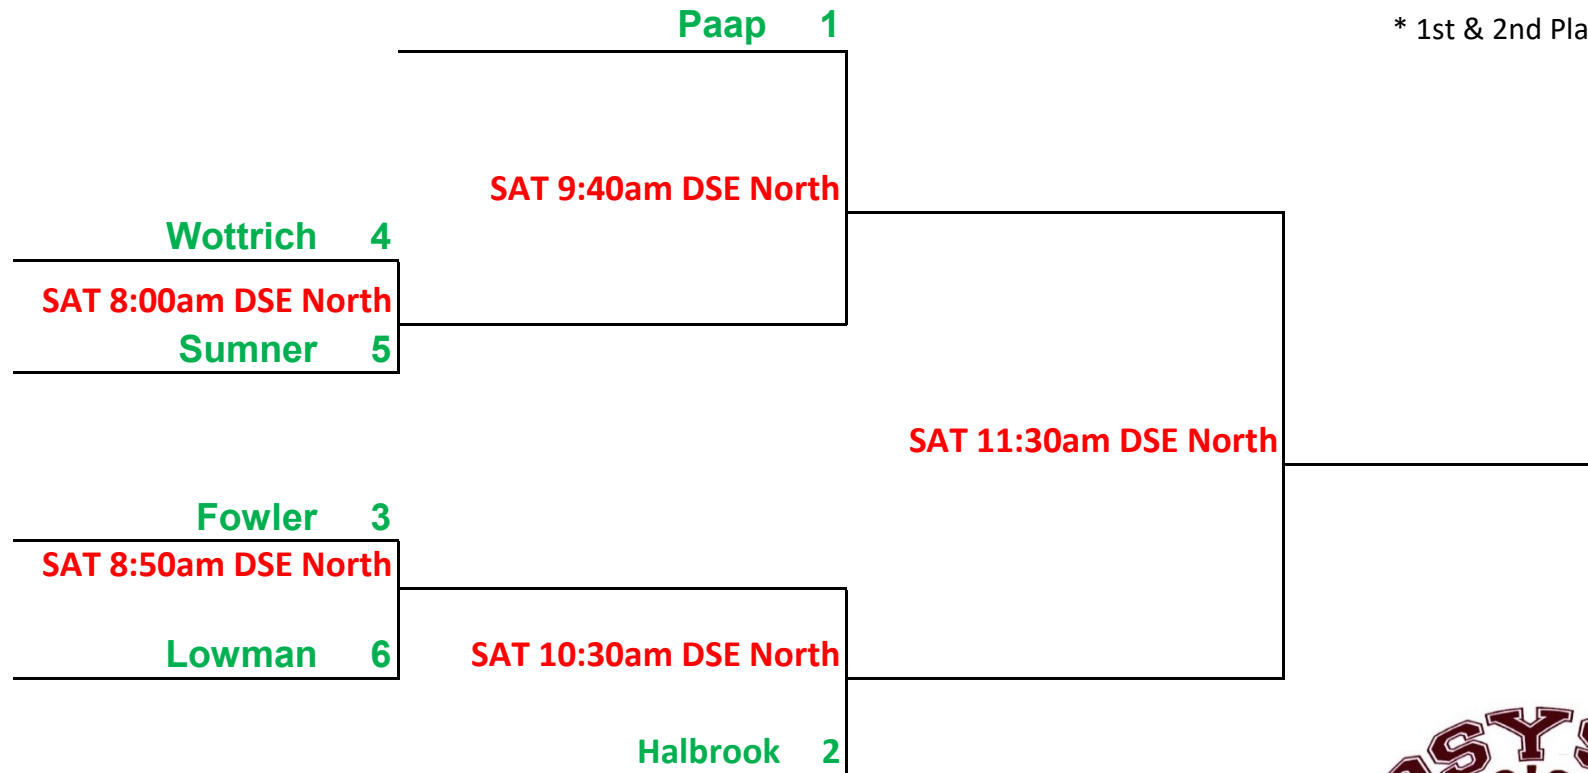 Paap 1
* 1st & 2nd Pla
SAT 9:40am DSE North
Wottrich 4
SAT 8:00am DSE North
Sumner 5
SAT 11:30am DSE North
Fowler 3
SAT 8:50am DSE North
Lowman 6
SAT 10:30am DSE North
Halbrook 2
SYS